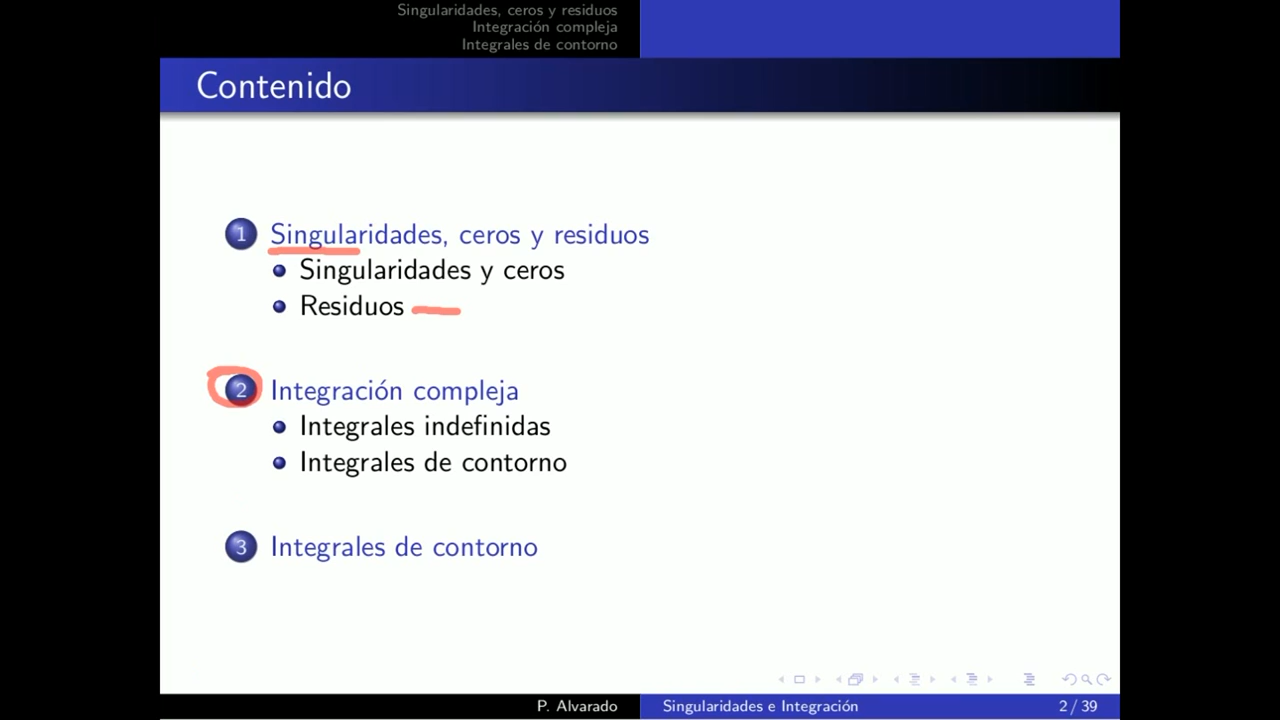 Singularidades, ceros y residuos
Integración compleja
Integrales de contorno
Contenido
1 Singularidades, ceros y residuos
Singularidades y ceros
Residuos
2 Integración compleja
Integrales indefinidas
Integrales de contorno
3 Integrales de contorno
P. Alvarado Singularidades e Integración 2 / 39